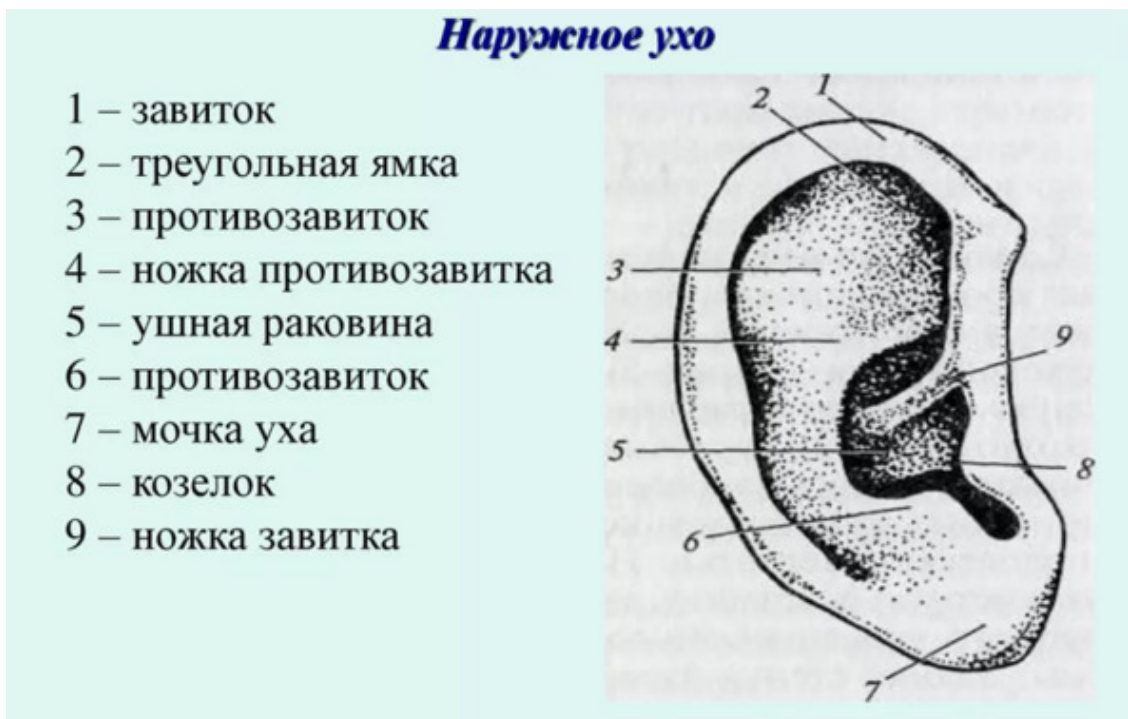 Наружное ухо
1 – завиток
2 – треугольная ямка
3 – противозавиток
4 – ножка противозавитка
5 – ушная раковина
6 – противозавиток
7 – мочка уха
8 – козелок
9 – ножка завитка
1
2
3
4
9
5
8
6
7